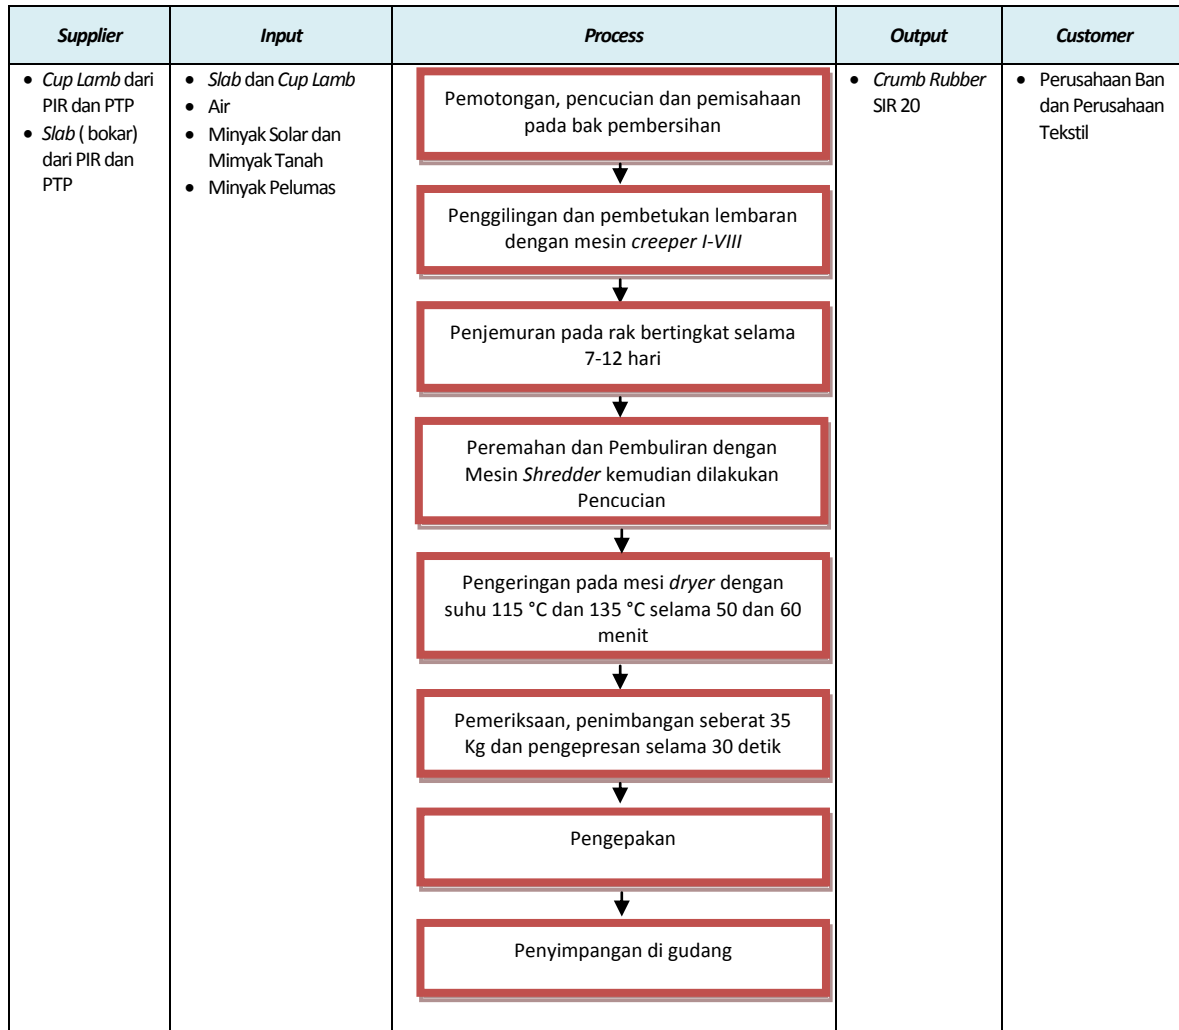 Supplier
Input
Process
Output
Customer
• Cup Lamb dari
PIR dan PTP
• Slab ( bokar)
dari PIR dan
PTP
• Slab dan Cup Lamb
• Air
• Minyak Solar dan
Mimyak Tanah
• Minyak Pelumas
Pemotongan, pencucian dan pemisahaan
pada bak pembersihan
Penggilingan dan pembetukan lembaran
dengan mesin creeper I-VIII
Penjemuran pada rak bertingkat selama
7-12 hari
Peremahan dan Pembuliran dengan
Mesin Shredder kemudian dilakukan
Pencucian
Pengeringan pada mesi dryer dengan
suhu 115 °C dan 135 °C selama 50 dan 60
menit
Pemeriksaan, penimbangan seberat 35
Kg dan pengepresan selama 30 detik
Pengepakan
Penyimpangan di gudang
• Crumb Rubber
SIR 20
• Perusahaan Ban
dan Perusahaan
Tekstil